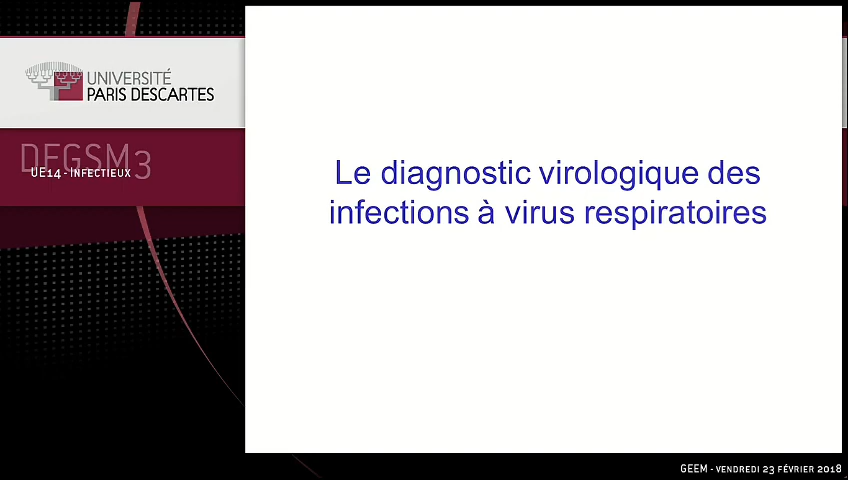 UNIVERSITÉ
PARIS DESCARTES
DFGSM3
UE14 - INFECTIEUX
Le diagnostic virologique des
infections à virus respiratoires
GEEM - VENDREDI 23 FÉVRIER 2018